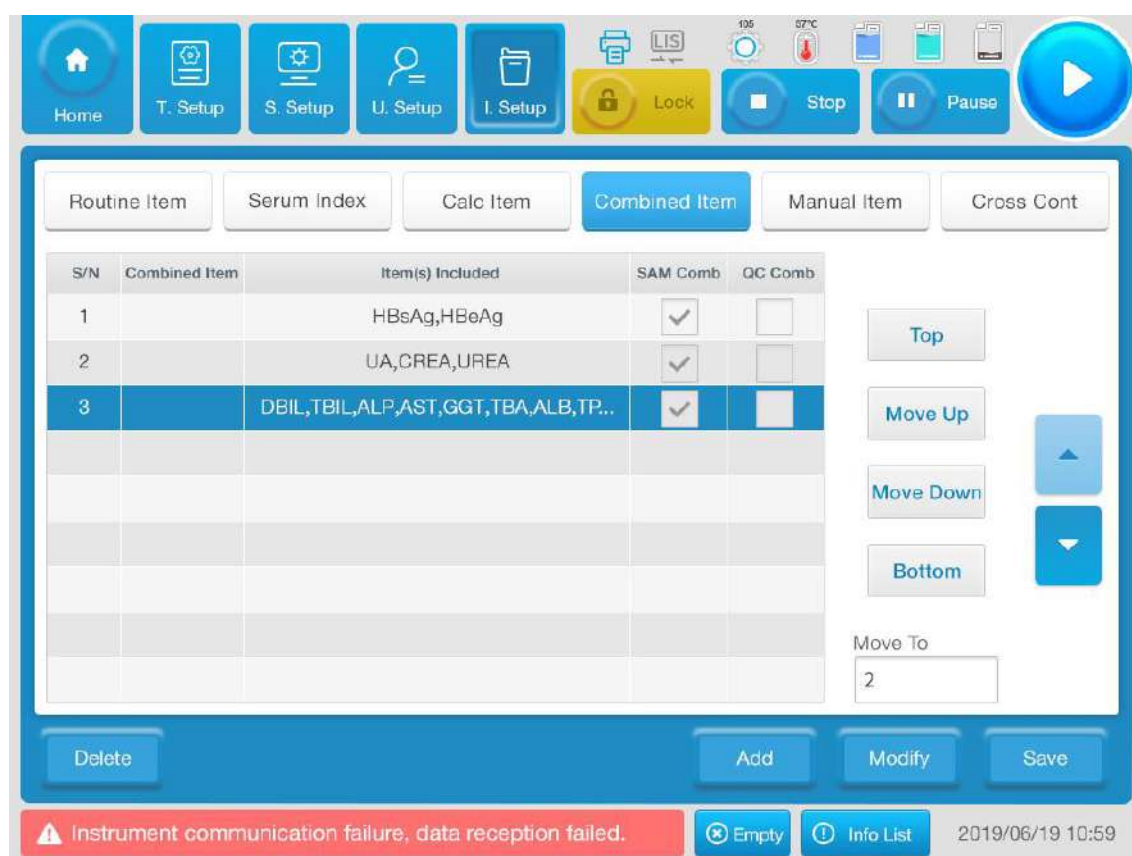 105 37°C
LIS
Home T. Setup S. Setup U. Setup I. Setup Lock Stop Pause
Routine Item Serum Index Calc Item Combined Item Manual Item Cross Cont
S/N Combined Item Item(s) Included SAM Comb QC Comb
1 HBsAg,HBeAg
Top
2 UA,CREA,UREA
3 DBIL,TBIL,ALP,AST,GGT,TBA,ALB,TP...
Move Up
Move Down
Bottom
Move To
2
Delete Add Modify Save
Instrument communication failure, data reception failed. Empty Info List 2019/06/19 10:59